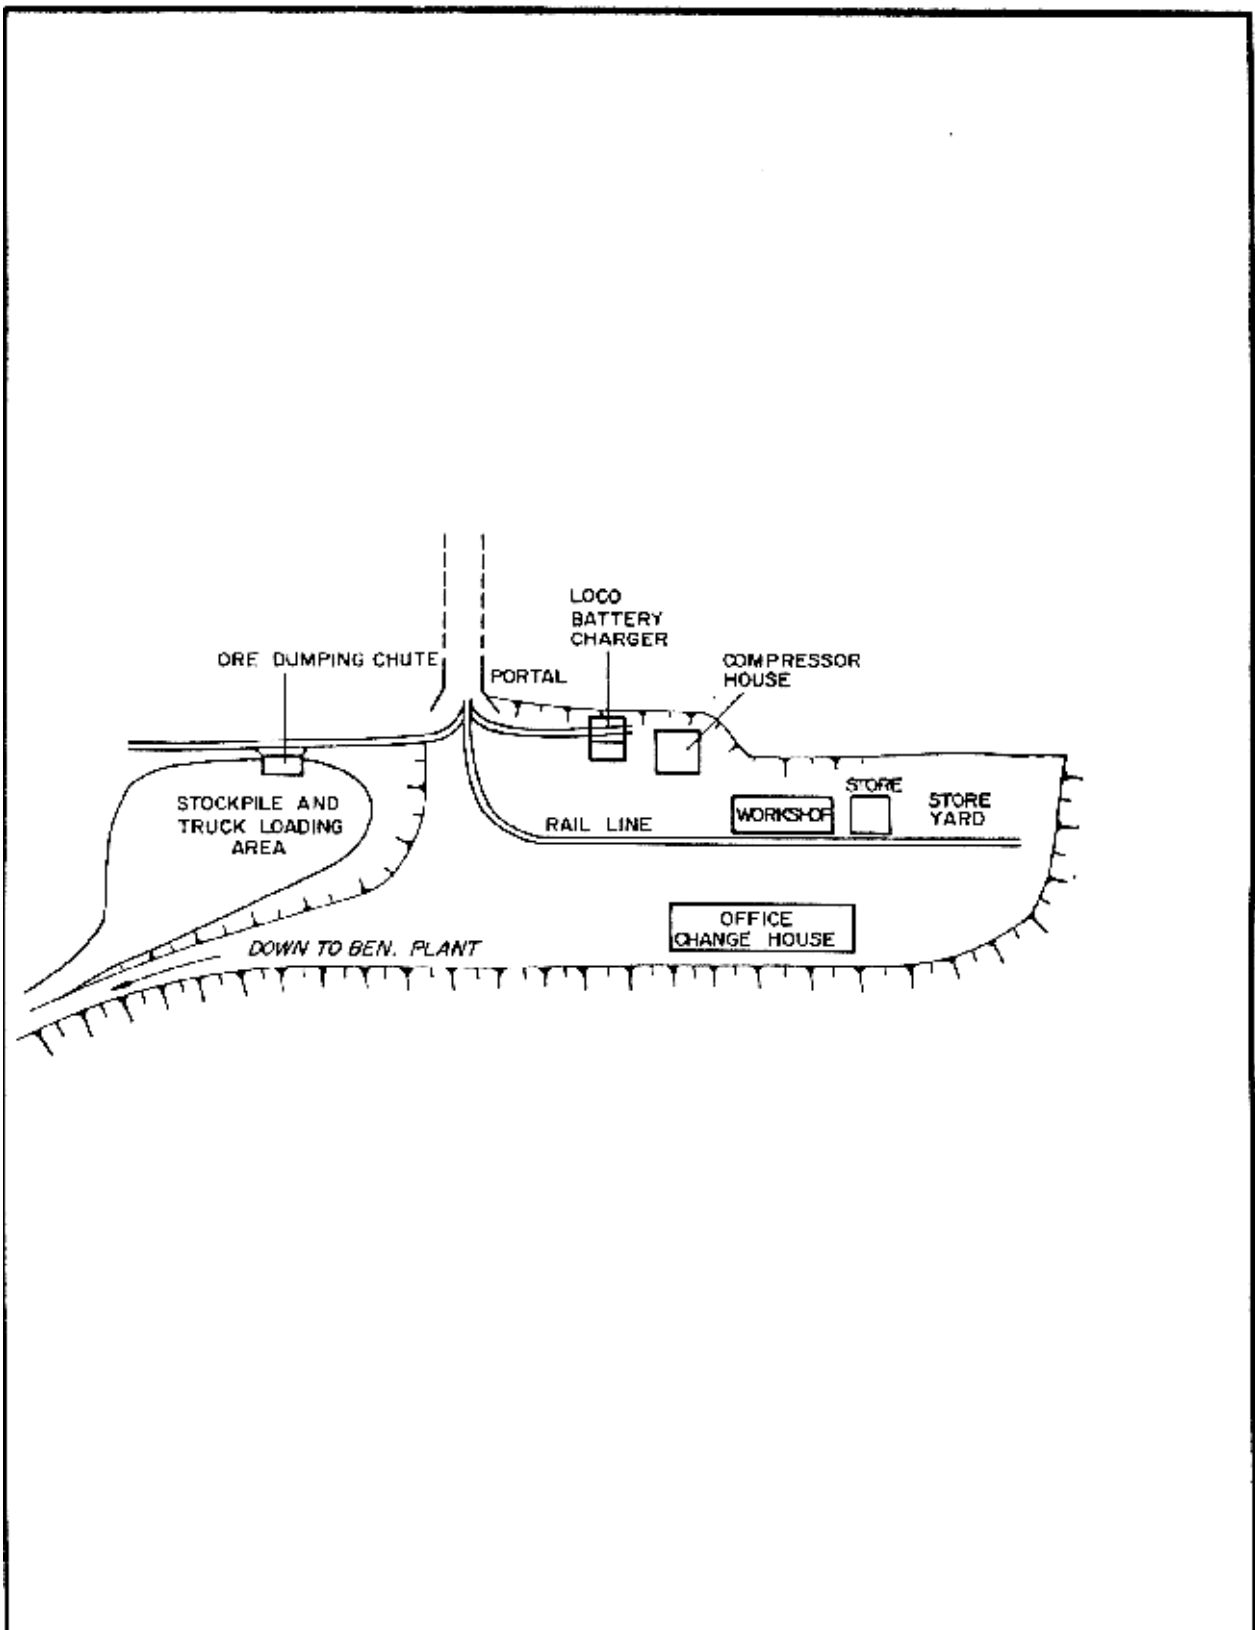 LOCO
BATTERY
CHARGER
ORE DUMPING CHUTE
PORTAL
COMPRESSOR
HOUSE
STOCKPILE AND
TRUCK LOADING
AREA
RAIL LINE
WORKSHOP
STORE
STORE
YARD
OFFICE
CHANGE HOUSE
DOWN TO BEN. PLANT